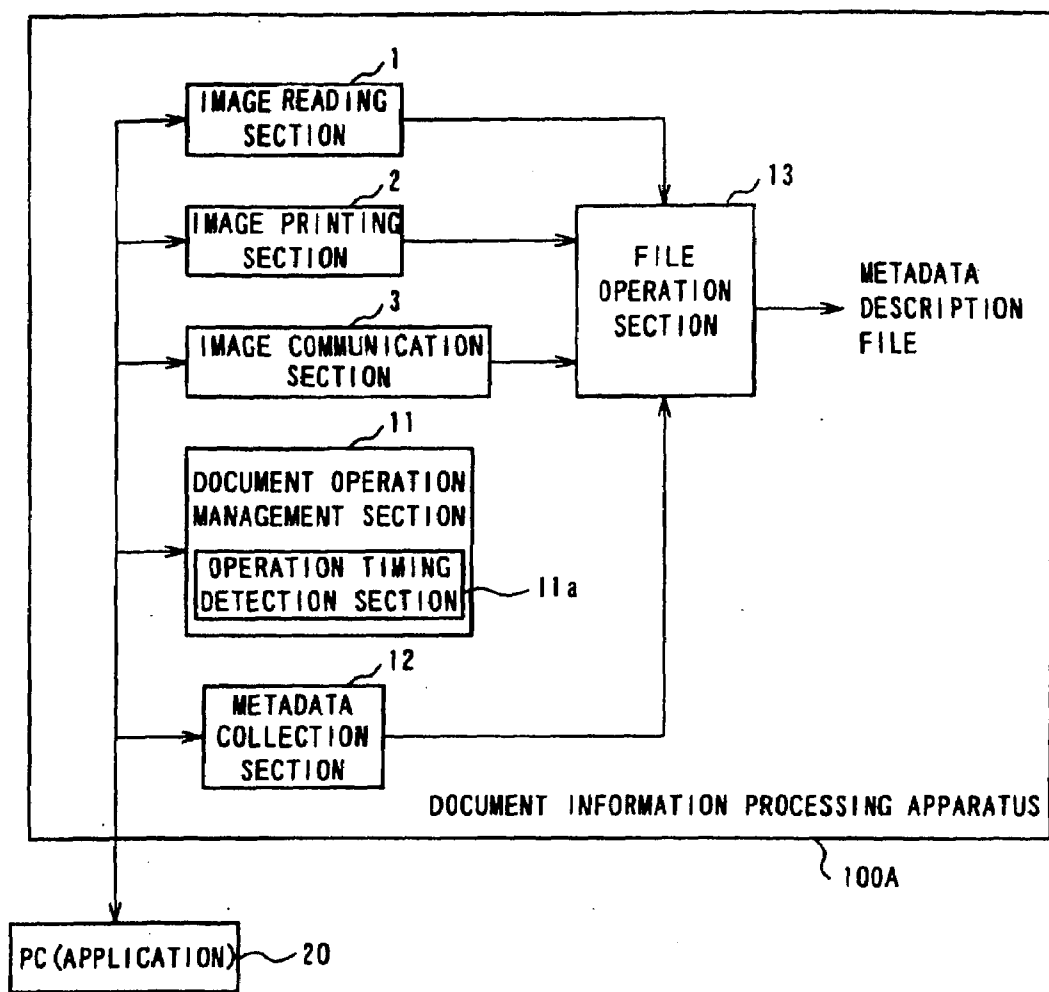 1
IMAGE READING
SECTION
2
IMAGE PRINTING
SECTION
3
IMAGE COMMUNICATION
SECTION
11
DOCUMENT OPERATION
MANAGEMENT SECTION
OPERATION TIMING
DETECTION SECTION
11a
12
METADATA
COLLECTION
SECTION
13
FILE
OPERATION
SECTION
METADATA
DESCRIPTION
FILE
DOCUMENT INFORMATION PROCESSING APPARATUS
100A
PC(APPLICATION)
20